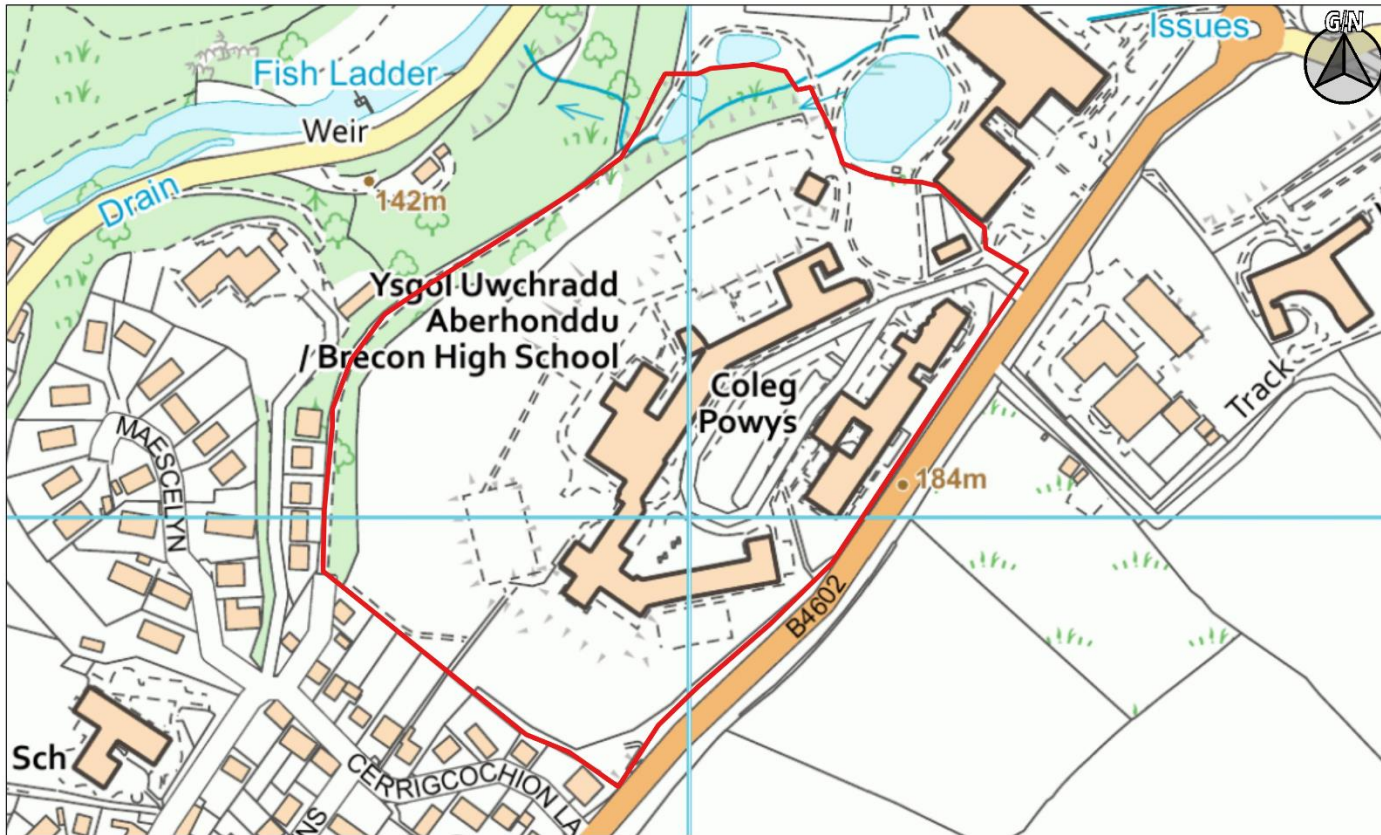 Issues
G/N
Fish Ladder
Weir
Drain
142m
Ysgol Uwchradd
Aberhonddu
/ Brecon High School
Coleg
Powys
Track
MAESCELYN
184m
B4602
Sch
CERRIGCOCHION LA
NS